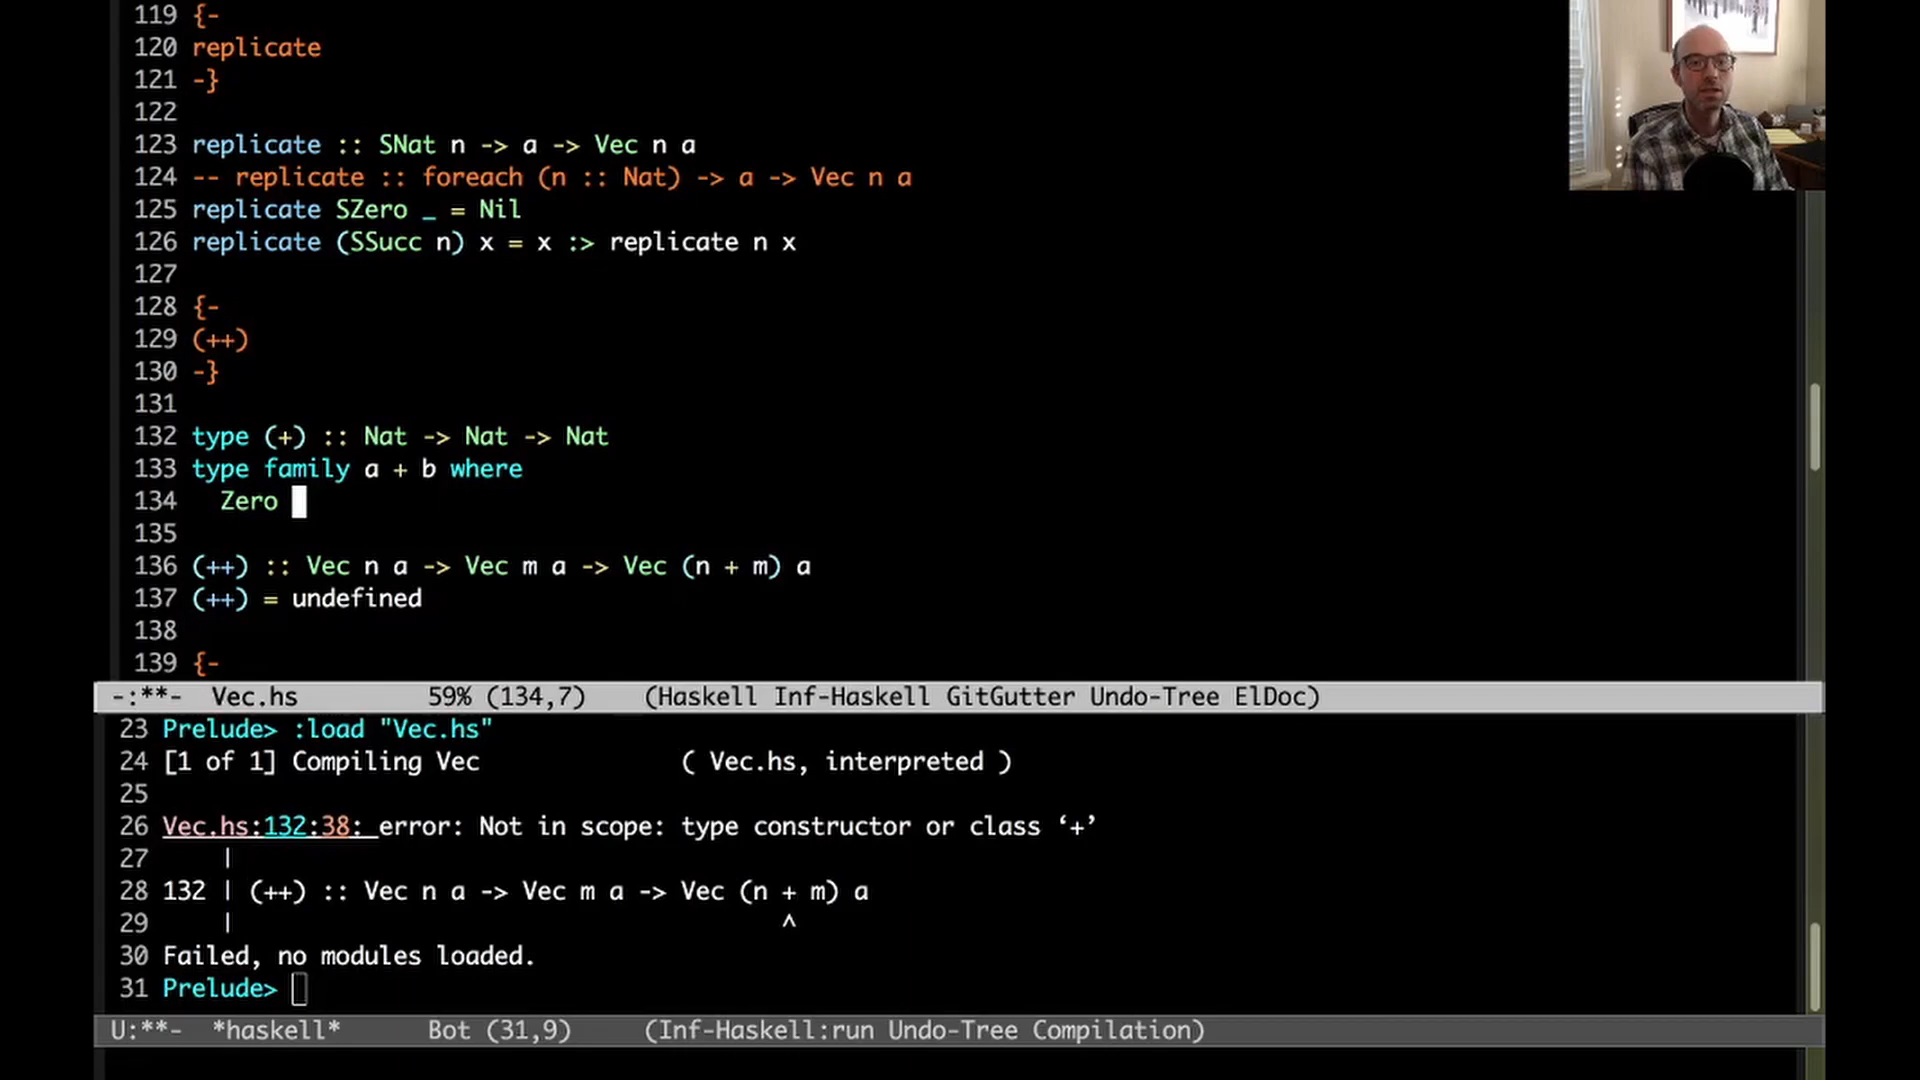 119 {-
120 replicate
121 -}
122
123 replicate :: SNat n -> a -> Vec n a
124 -- replicate :: foreach (n :: Nat) -> a -> Vec n a
125 replicate SZero _ = Nil
126 replicate (SSucc n) x = x :> replicate n x
127
128 {-
129 (++)
130 -}
131
132 type (+) :: Nat -> Nat -> Nat
133 type family a + b where
134   Zero
135
136 (++) :: Vec n a -> Vec m a -> Vec (n + m) a
137 (++) = undefined
138
139 {-
-:**-  Vec.hs         59% (134,7)    (Haskell Inf-Haskell GitGutter Undo-Tree ElDoc)
23 Prelude> :load "Vec.hs"
24 [1 of 1] Compiling Vec              ( Vec.hs, interpreted )
25
26 Vec.hs:132:38: error: Not in scope: type constructor or class ‘+’
27     |
28 132 | (++) :: Vec n a -> Vec m a -> Vec (n + m) a
29     |                                      ^
30 Failed, no modules loaded.
31 Prelude>
U:**-  *haskell*      Bot (31,9)    (Inf-Haskell:run Undo-Tree Compilation)